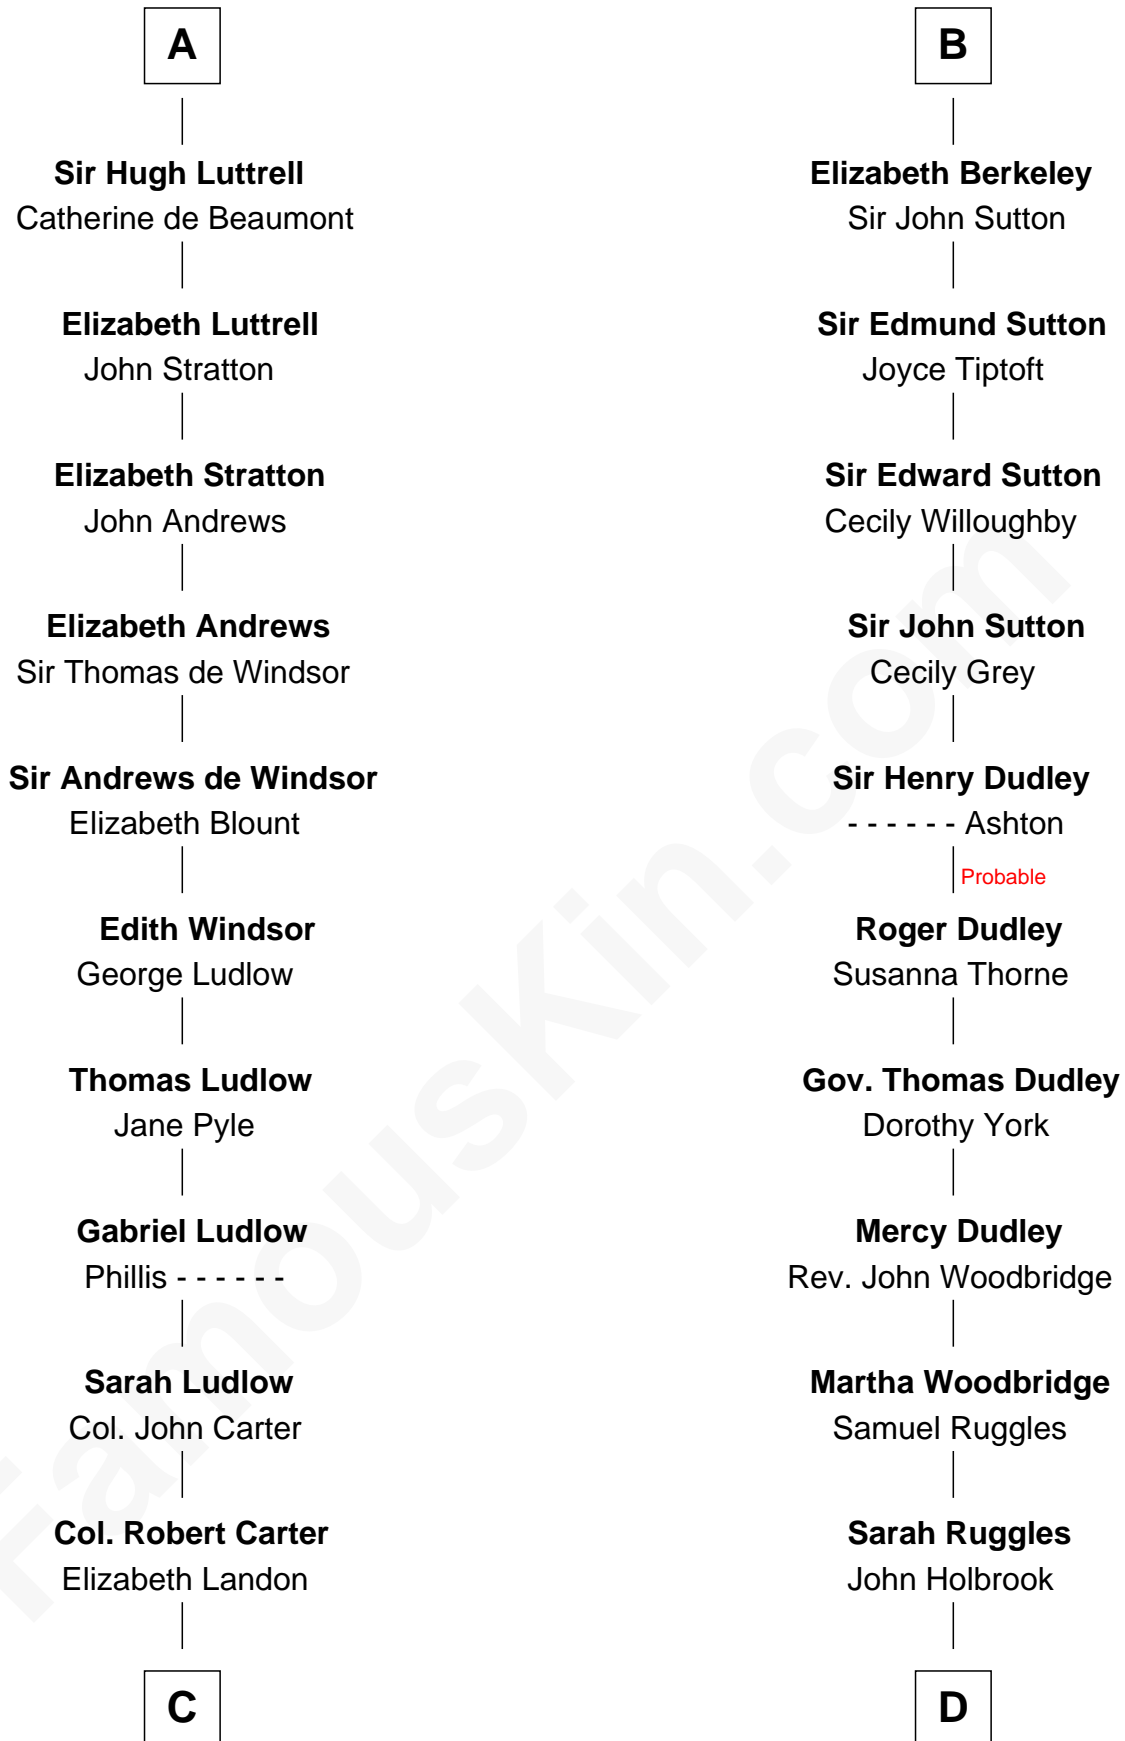 A
Sir Hugh Luttrell
Catherine de Beaumont
Elizabeth Luttrell
John Stratton
Elizabeth Stratton
John Andrews
Elizabeth Andrews
Sir Thomas de Windsor
Sir Andrews de Windsor
Elizabeth Blount
Edith Windsor
George Ludlow
Thomas Ludlow
Jane Pyle
Gabriel Ludlow
Phillis - - - - - -
Sarah Ludlow
Col. John Carter
Col. Robert Carter
Elizabeth Landon
C
B
Elizabeth Berkeley
Sir John Sutton
Sir Edmund Sutton
Joyce Tiptoft
Sir Edward Sutton
Cecily Willoughby
Sir John Sutton
Cecily Grey
Sir Henry Dudley
- - - - - - Ashton
Probable
Roger Dudley
Susanna Thorne
Gov. Thomas Dudley
Dorothy York
Mercy Dudley
Rev. John Woodbridge
Martha Woodbridge
Samuel Ruggles
Sarah Ruggles
John Holbrook
D
FamousKin.com